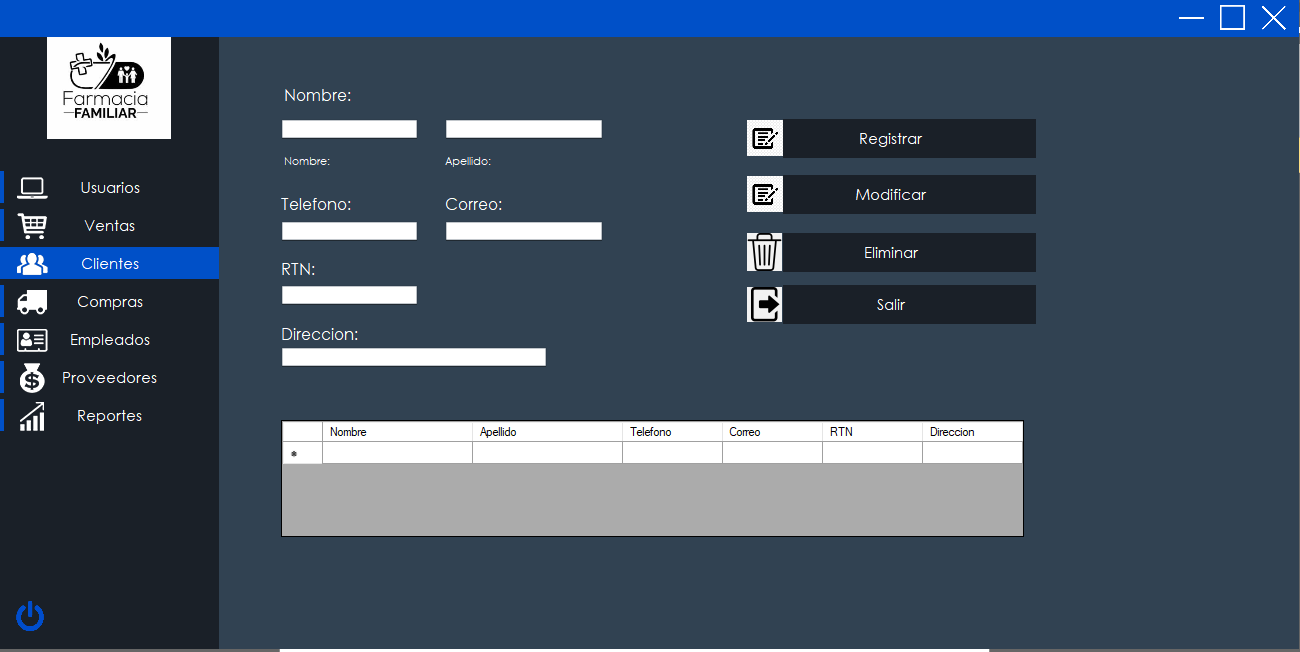 Farmacia
FAMILIAR
Usuarios
Ventas
Clientes
Compras
Empleados
Proveedores
Reportes
Nombre:
Nombre: Apellido:
Telefono: Correo:
RTN:
Direccion:
Registrar
Modificar
Eliminar
Salir
Nombre Apellido Telefono Correo RTN Direccion